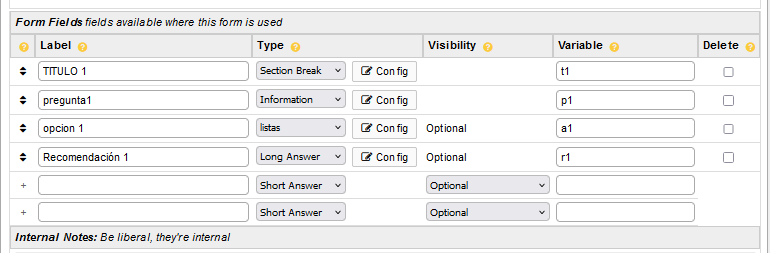 Form Fields fields available where this form is used
Label Type Visibility Variable Delete
TITULO 1 Section Break Config t1
pregunta1 Information Config p1
opcion 1 listas Config Optional a1
Recomendación 1 Long Answer Config Optional r1
+ Short Answer Optional
+ Short Answer Optional
Internal Notes: Be liberal, they're internal